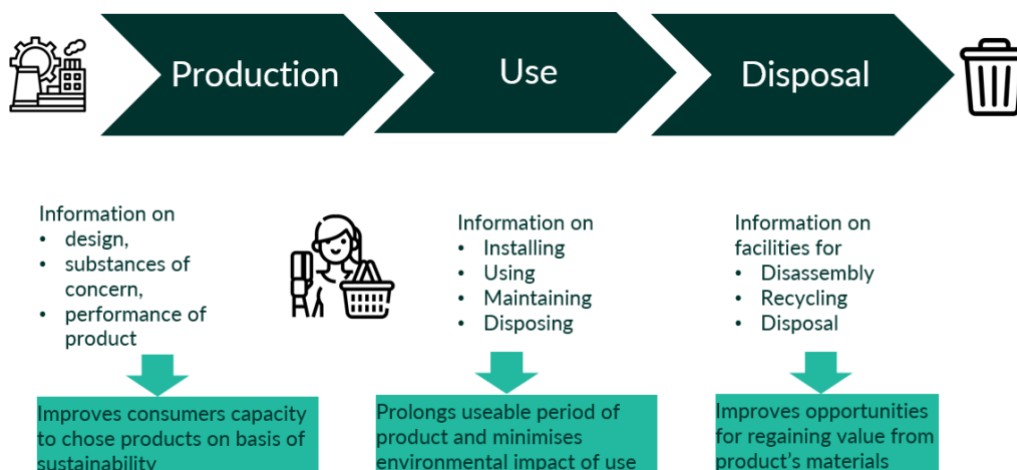 Production
Use
Disposal
Information on
• design,
• substances of
concern,
• performance of
product
Improves consumers capacity
to chose products on basis of
sustainability
Information on
• Installing
• Using
• Maintaining
• Disposing
Prolongs useable period of
product and minimises
environmental impact of use
Information on
facilities for
• Disassembly
• Recycling
• Disposal
Improves opportunities
for regaining value from
product's materials